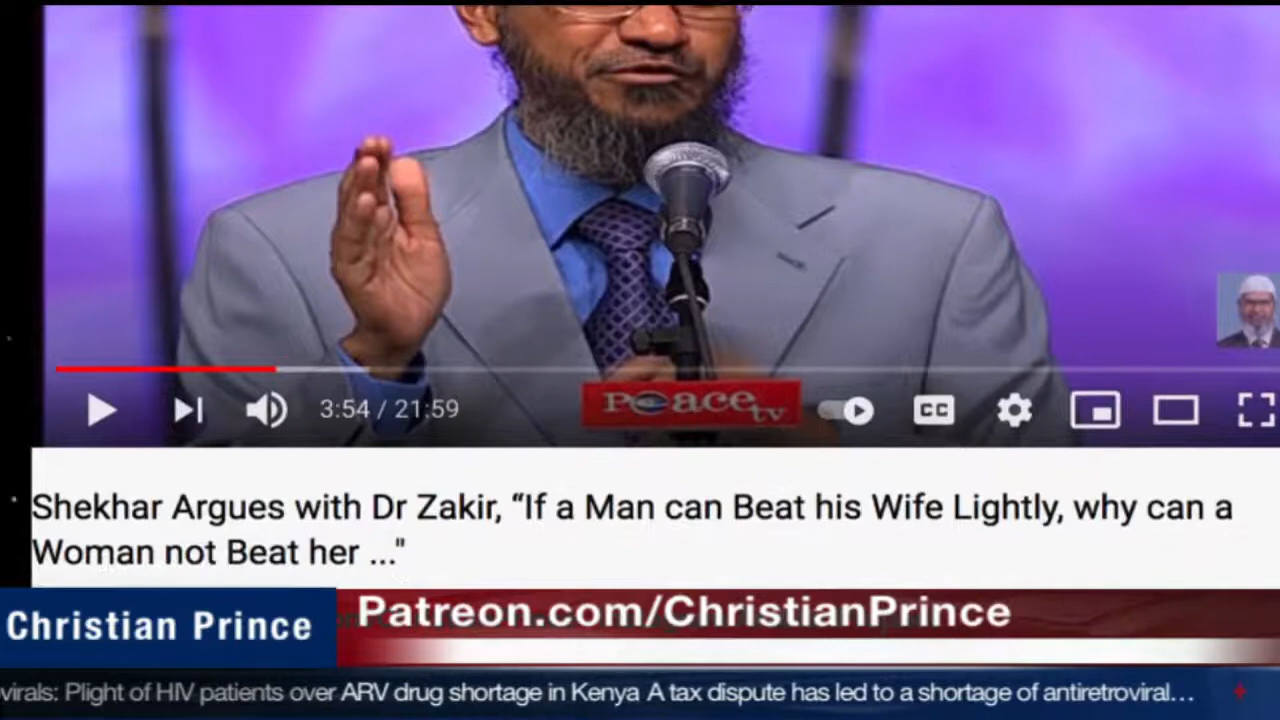 3:54 / 21:59
Peace tv
CC
Shekhar Argues with Dr Zakir, “If a Man can Beat his Wife Lightly, why can a
Woman not Beat her ..."
Christian Prince
Patreon.com/ChristianPrince
virals: Plight of HIV patients over ARV drug shortage in Kenya A tax dispute has led to a shortage of antiretroviral...